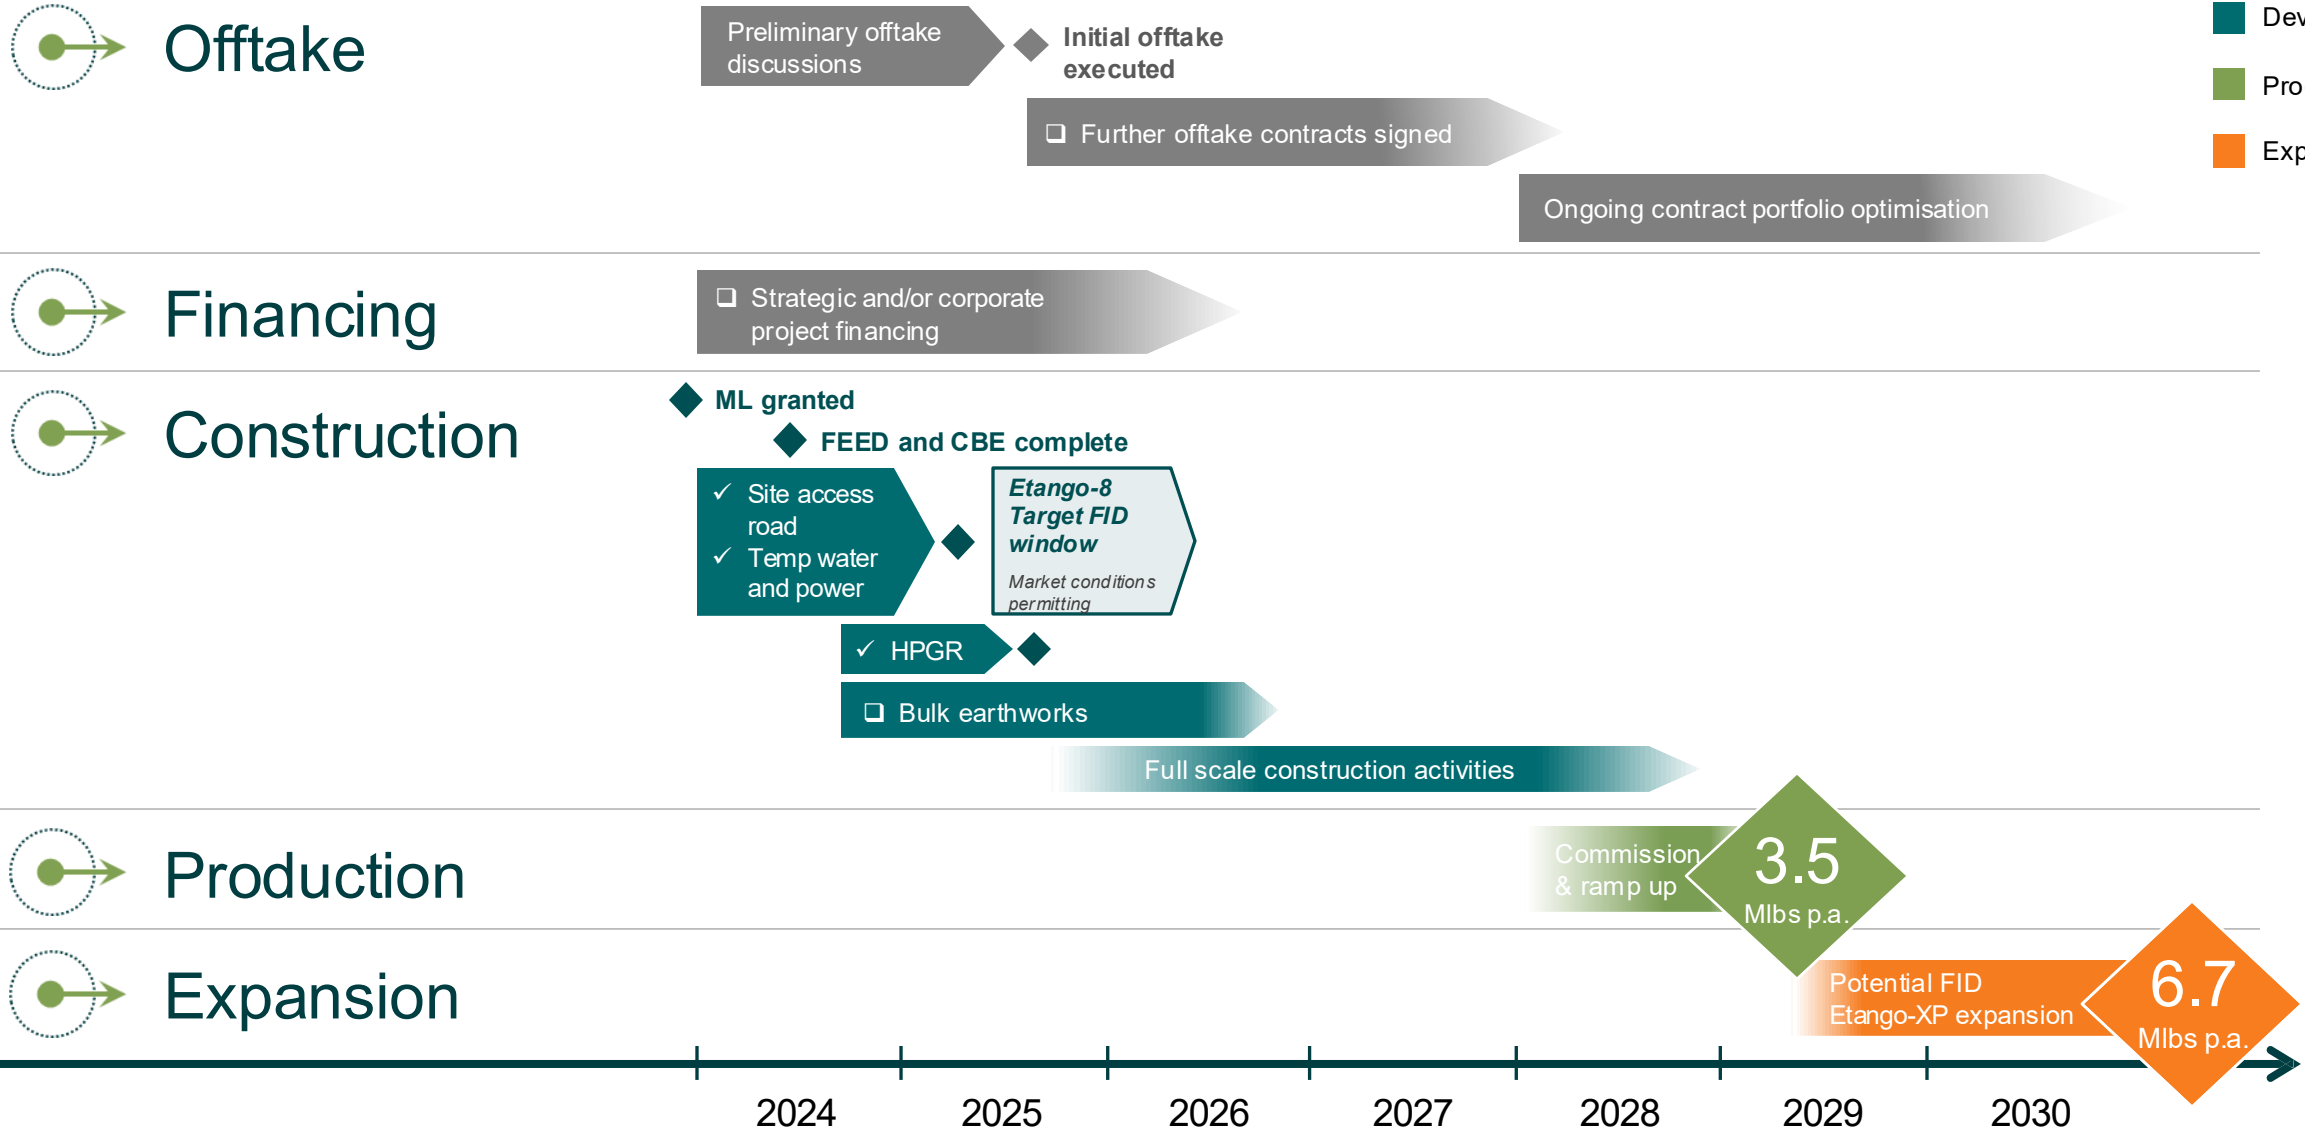 Offtake
Preliminary offtake
discussions
Initial offtake
executed
❑ Further offtake contracts signed
Ongoing contract portfolio optimisation
Dev
Pro
Exp
Financing
❑ Strategic and/or corporate
project financing
Construction
ML granted
FEED and CBE complete
✓ Site access
road
✓ Temp water
and power
Etango-8
Target FID
window
Market conditions
permitting
✓ HPGR
❑ Bulk earthworks
Full scale construction activities
Production
Commission
& ramp up
3.5
Mlbs p.a.
Expansion
Potential FID
Etango-XP expansion
6.7
Mlbs p.a.
2024 2025 2026 2027 2028 2029 2030